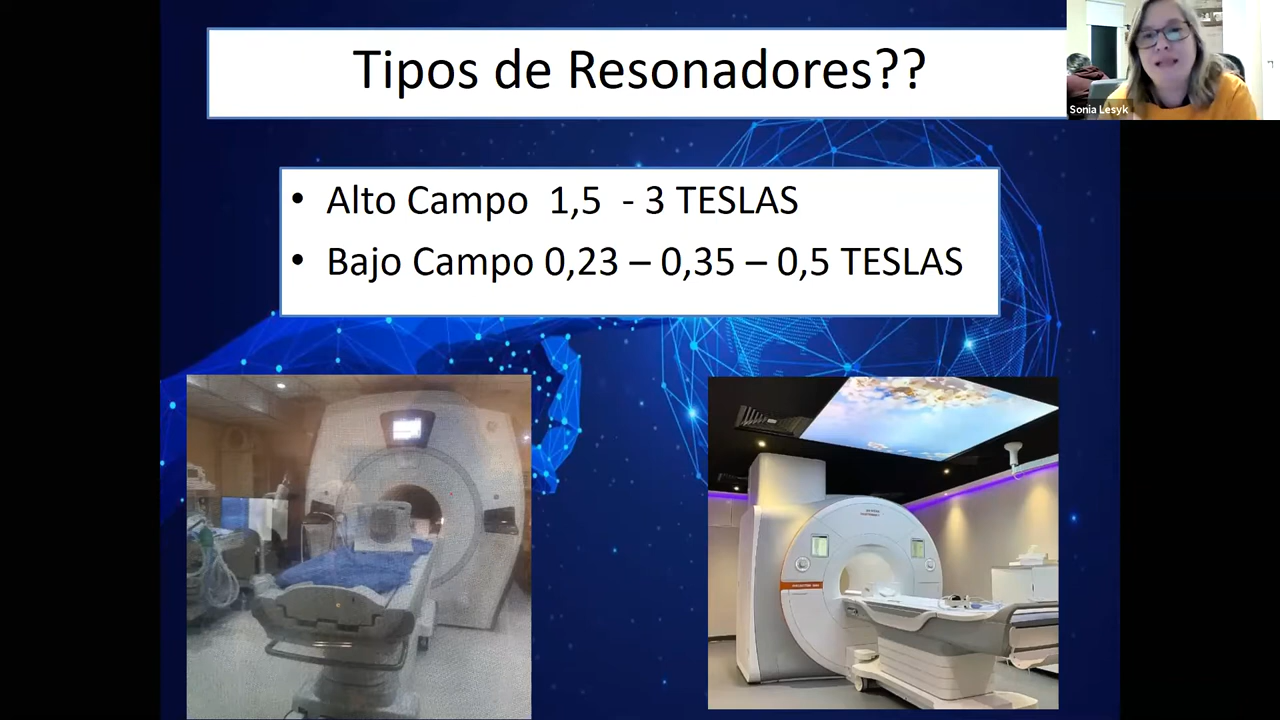 Tipos de Resonadores??
Sonia Lesyk
• Alto Campo 1,5 - 3 TESLAS
• Bajo Campo 0,23 – 0,35 – 0,5 TESLAS